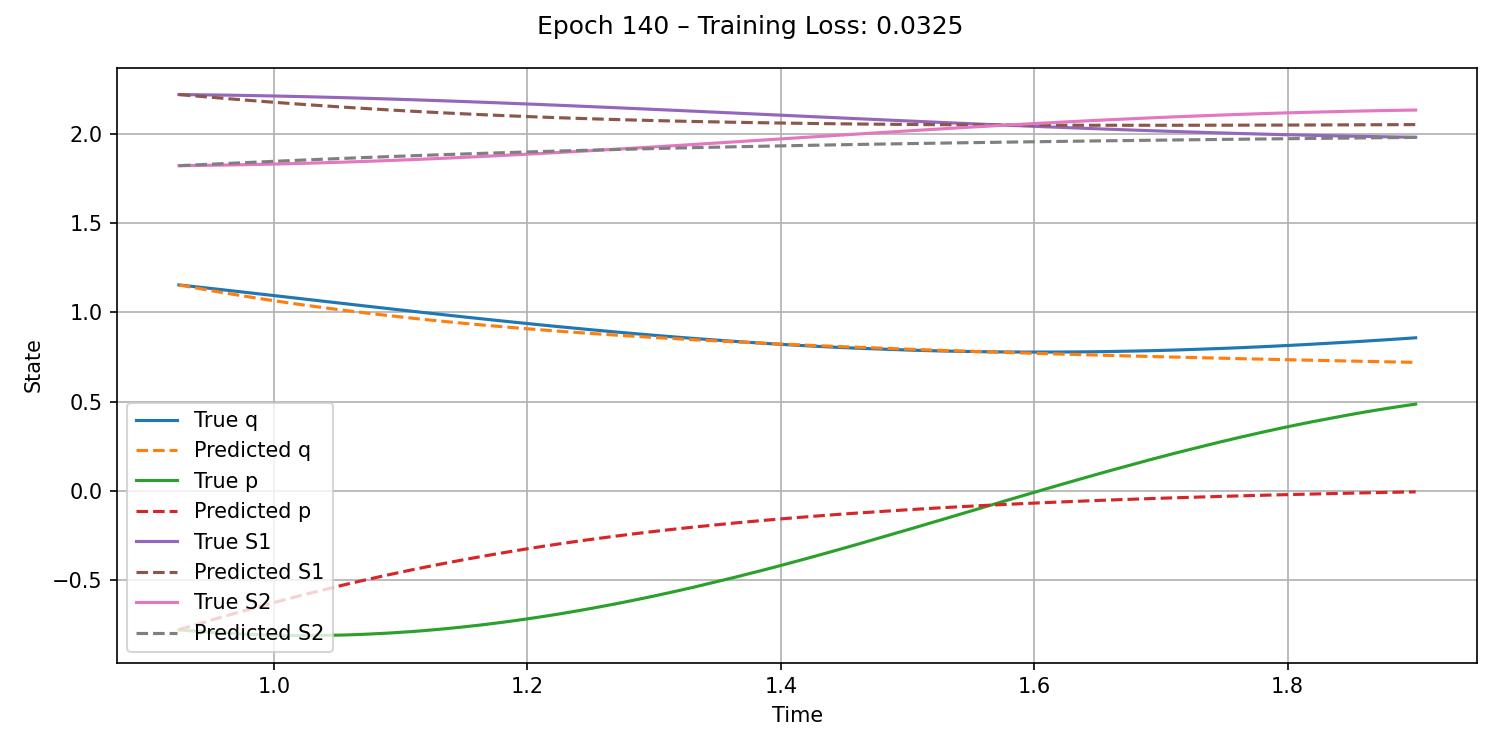 Epoch 140 – Training Loss: 0.0325
State
2.0
1.5
1.0
0.5
0.0
−0.5
True q
Predicted q
True p
Predicted p
True S1
Predicted S1
True S2
Predicted S2
1.0 1.2 1.4 1.6 1.8
Time